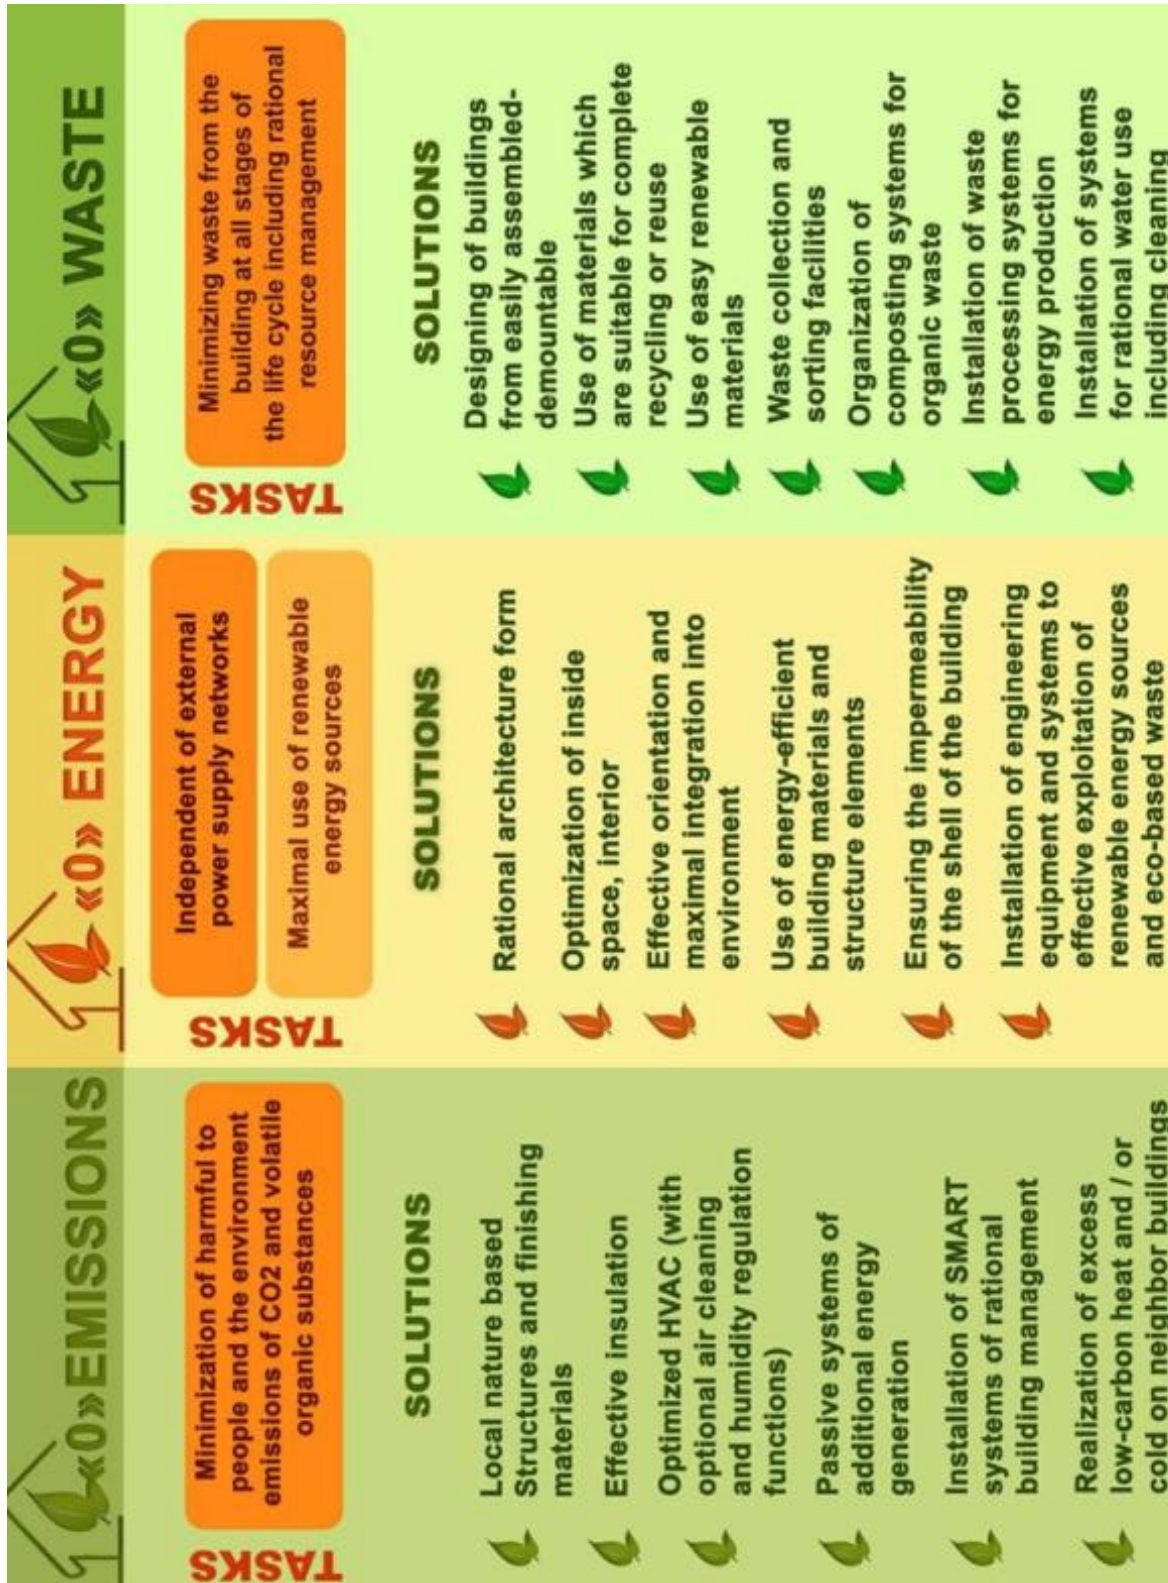 «0»EMISSIONS
TASKS
Minimization of harmful to
people and the environment
emissions of CO2 and volatile
organic substances
SOLUTIONS
Local nature based
Structures and finishing
materials
Effective insulation
Optimized HVAC (with
optional air cleaning
and humidity regulation
functions)
Passive systems of
additional energy
generation
Installation of SMART
systems of rational
building management
Realization of excess
low-carbon heat and / or
cold on neighbor buildings
«0» ENERGY
TASKS
Independent of external
power supply networks
Maximal use of renewable
energy sources
SOLUTIONS
Rational architecture form
Optimization of inside
space, interior
Effective orientation and
maximal integration into
environment
Use of energy-efficient
building materials and
structure elements
Ensuring the impermeability
of the shell of the building
Installation of engineering
equipment and systems to
effective exploitation of
renewable energy sources
and eco-based waste
«0» WASTE
TASKS
Minimizing waste from the
building at all stages of
the life cycle including rational
resource management
SOLUTIONS
Designing of buildings
from easily assembled-
demountable
Use of materials which
are suitable for complete
recycling or reuse
Use of easy renewable
materials
Waste collection and
sorting facilities
Organization of
composting systems for
organic waste
Installation of waste
processing systems for
energy production
Installation of systems
for rational water use
including cleaning